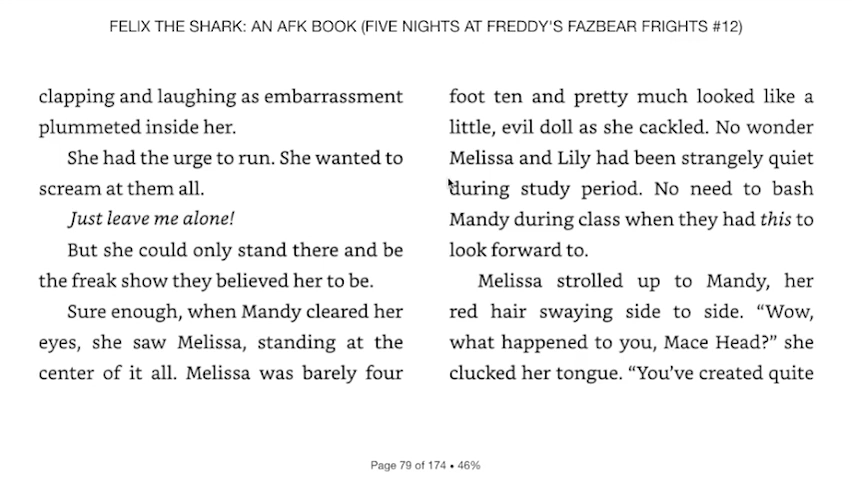 FELIX THE SHARK: AN AFK BOOK (FIVE NIGHTS AT FREDDY'S FAZBEAR FRIGHTS #12)
clapping and laughing as embarrassment
plummeted inside her.
She had the urge to run. She wanted to
scream at them all.
Just leave me alone!
But she could only stand there and be
the freak show they believed her to be.
Sure enough, when Mandy cleared her
eyes, she saw Melissa, standing at the
center of it all. Melissa was barely four
foot ten and pretty much looked like a
little, evil doll as she cackled. No wonder
Melissa and Lily had been strangely quiet
during study period. No need to bash
Mandy during class when they had this to
look forward to.
Melissa strolled up to Mandy, her
red hair swaying side to side. “Wow,
what happened to you, Mace Head?” she
clucked her tongue. “You’ve created quite
Page 79 of 174 • 46%